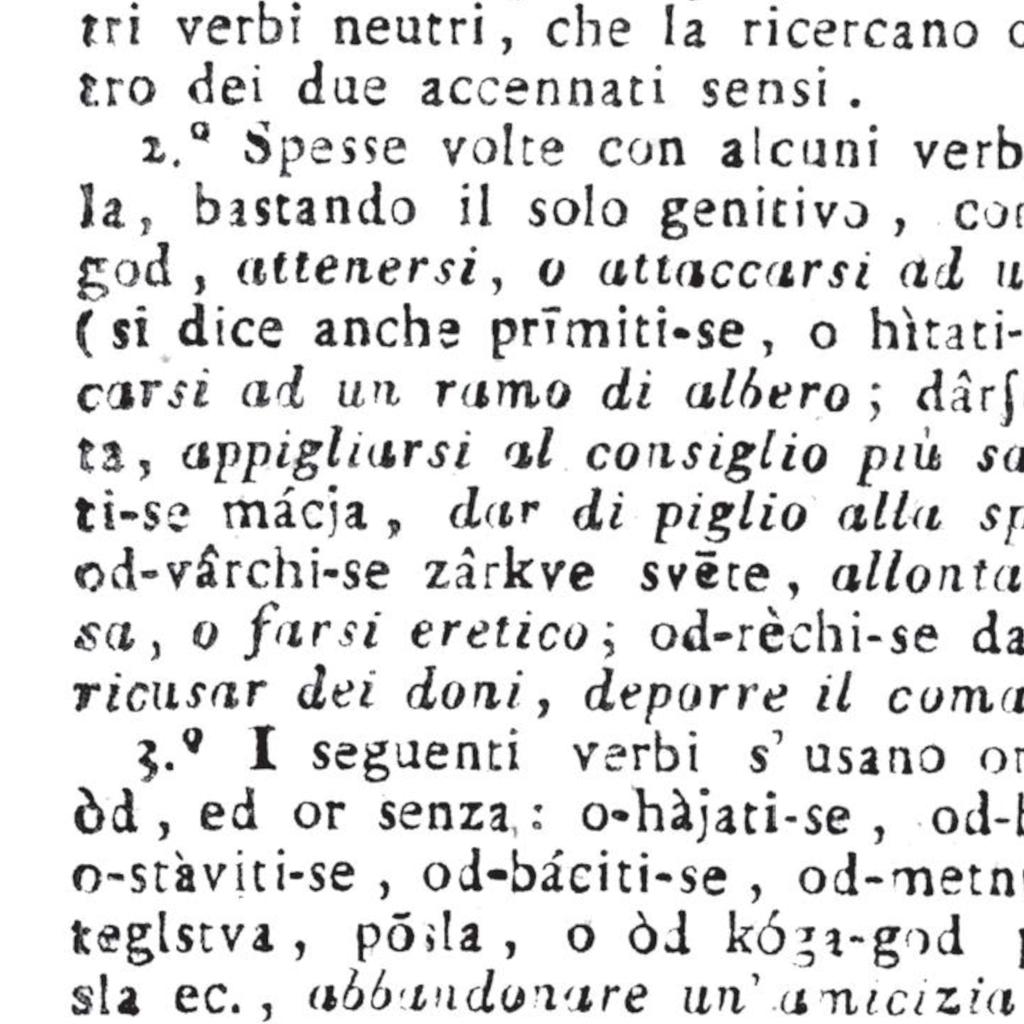 tri verbi neutri, che la ricercano
tro dei due accennati sensi.
2.º Spesse volte con alcuni verb
la, bastando il solo genitivo, con
god, attenersi, o attaccarsi ad u
(si dice anche prīmiti-se, o hìtati-
carsi ad un ramo di albero; dârſ
ta, appigliarsi al consiglio più sa
ti-se mácja, dar di piglio alla sp
od-vârchi-se zârkve svēte, allonta
sa, o farsi eretico; od-rèchi-se da
ricusar dei doni, deporre il coma
3.º I seguenti verbi s' usano or
òd, ed or senza: o-hàjati-se, od-
o-stàviti-se, od-báciti-se, od-metn
teglstva, pōsla, o òd kóga-god
sla ec., abbandonare un' amicizia